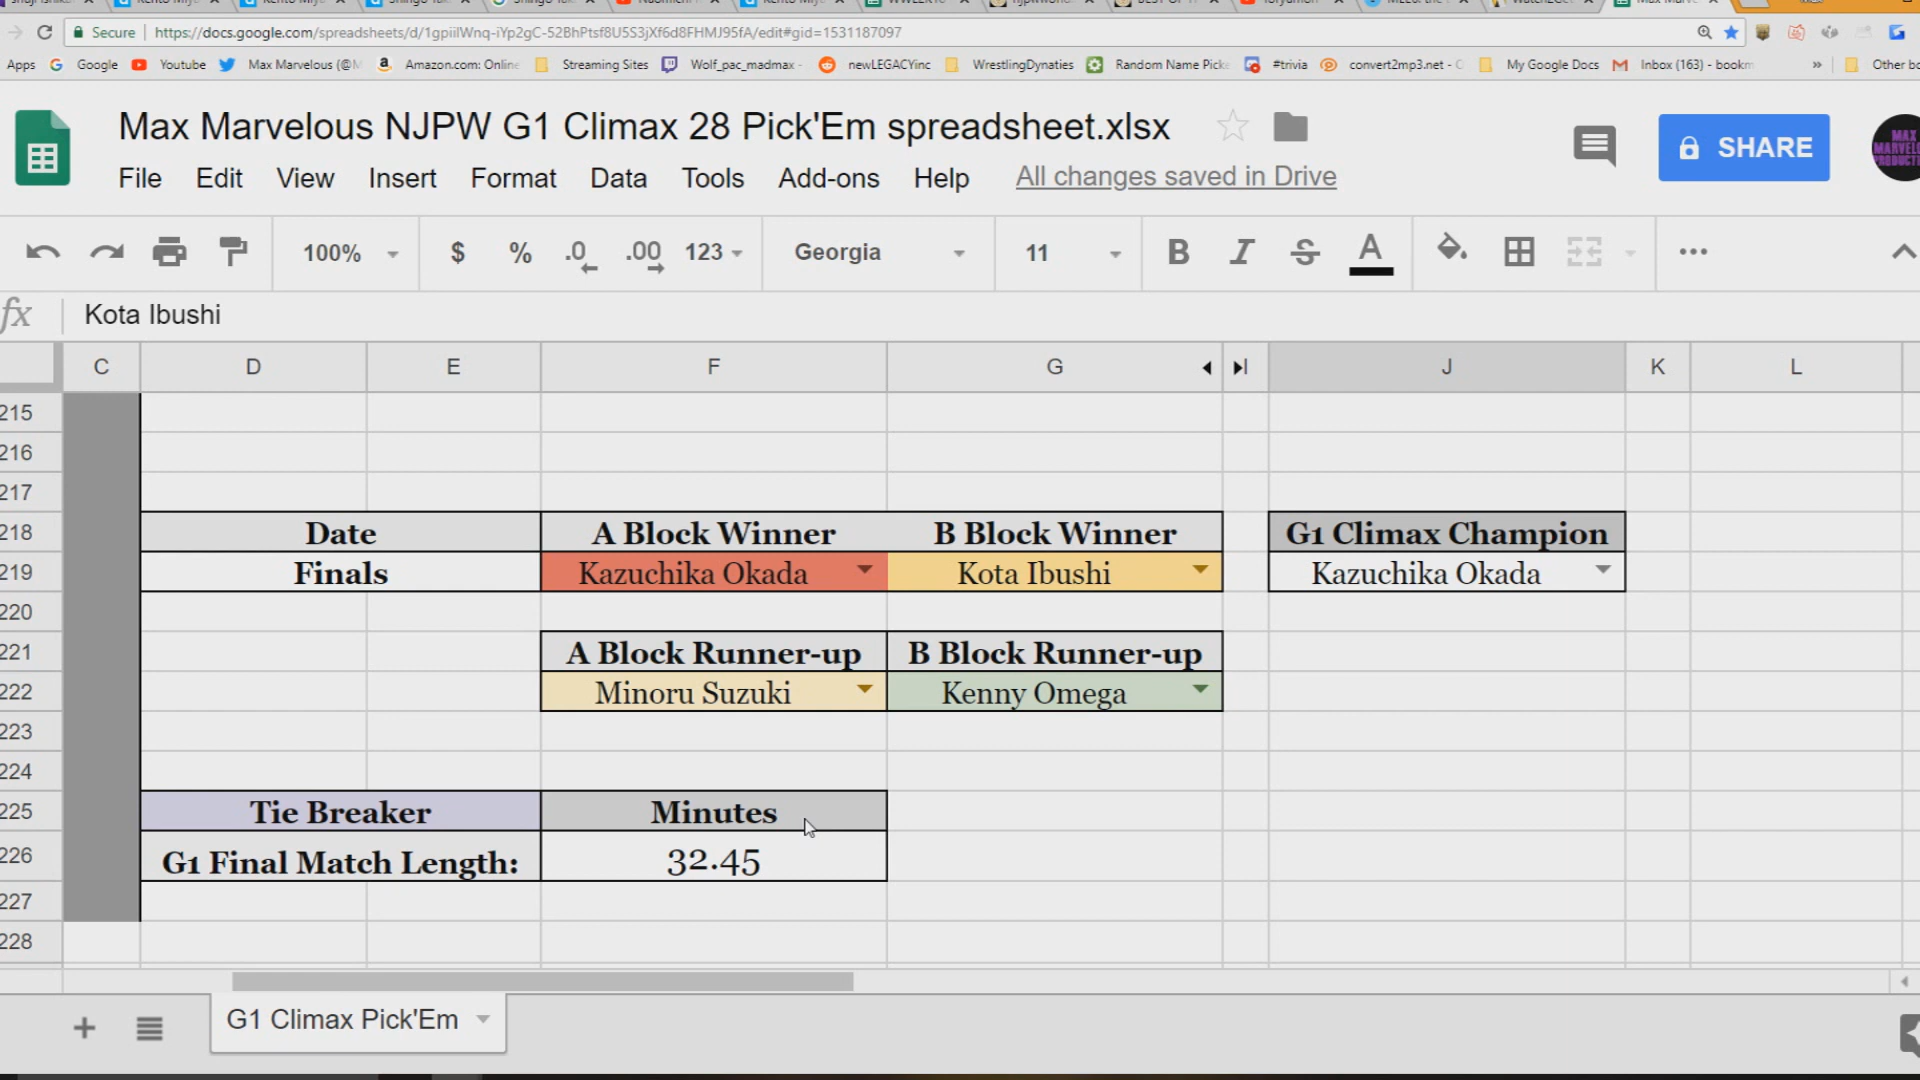 Secure https://docs.google.com/spreadsheets/d/1gpiilWnq-iYp2gC-52BhPtsf8U5S3jXf6d8FHMJ95fA/edit#gid=1531187097
Apps Google Youtube Max Marvelous (@M Amazon.com: Online Streaming Sites Wolf_pac_madmax - newLEGACYinc WrestlingDynaties Random Name Picke #trivia convert2mp3.net - C My Google Docs Inbox (163) - bookm » Other bo
Max Marvelous NJPW G1 Climax 28 Pick'Em spreadsheet.xlsx
SHARE
File Edit View Insert Format Data Tools Add-ons Help All changes saved in Drive
100% $ % .0 .00 123 Georgia 11 B I S A
fx Kota Ibushi
C D E F G I J K L
215
216
217
218 Date A Block Winner B Block Winner G1 Climax Champion
219 Finals Kazuchika Okada Kota Ibushi Kazuchika Okada
220
221 A Block Runner-up B Block Runner-up
222 Minoru Suzuki Kenny Omega
223
224
225 Tie Breaker Minutes
226 G1 Final Match Length: 32.45
227
228
G1 Climax Pick'Em